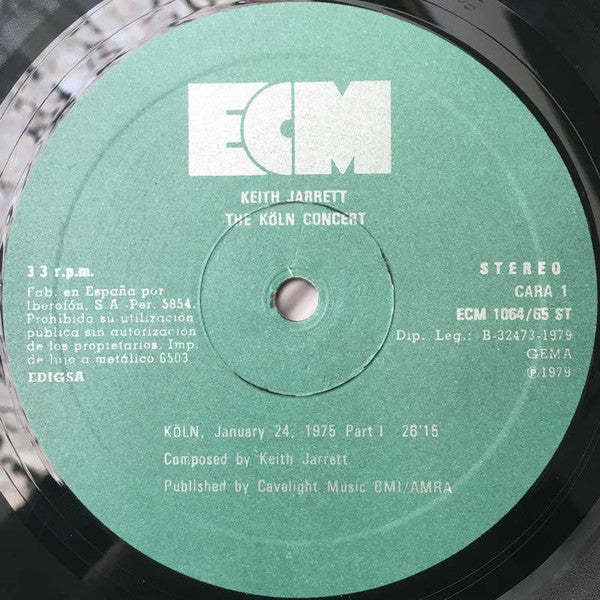 ECM
KEITH JARRETT
THE KÖLN CONCERT
33 r.p.m.
Fab. en España por
Iberofón, S.A -Per. 5854.
Prohibida su utilización
pública sin autorización
de los propietarios. Imp.
de lujo a metálico 6503.
EDIGSA
STEREO
CARA 1
ECM 1064/65 ST
Dip. Leg.: B-32473-1979
GEMA
℗1979
KÖLN, January 24, 1975 Part I 26'15
Composed by Keith Jarrett
Published by Cavelight Music BMI/AMRA